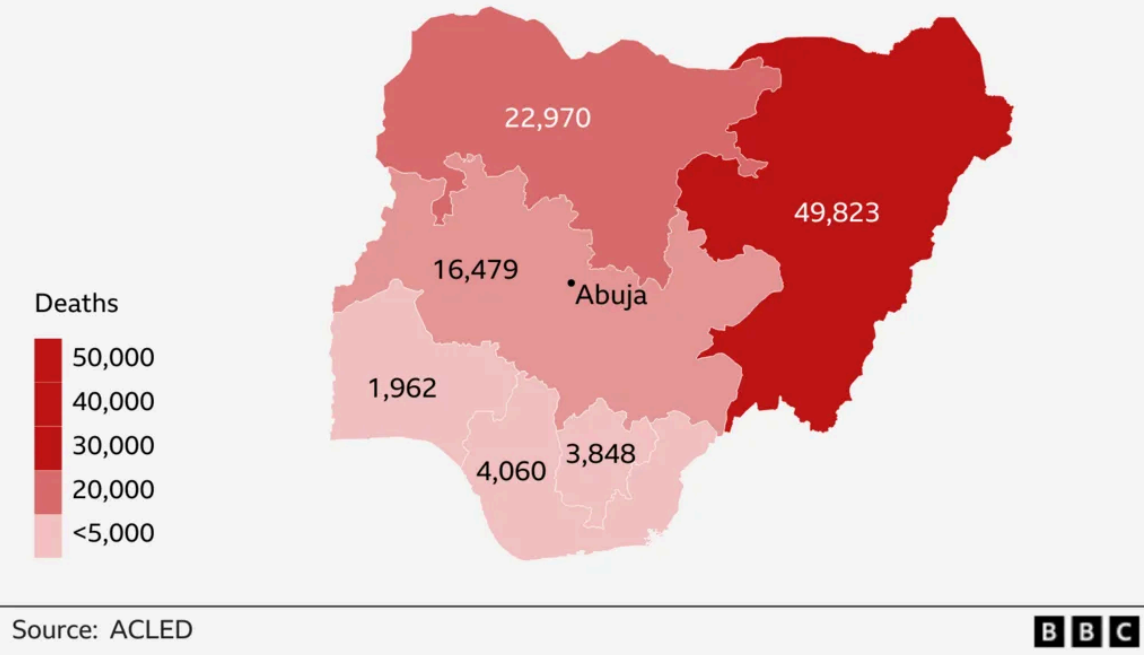 22,970
49,823
16,479
Abuja
1,962
4,060
3,848
Deaths
50,000
40,000
30,000
20,000
<5,000
Source: ACLED
BBC